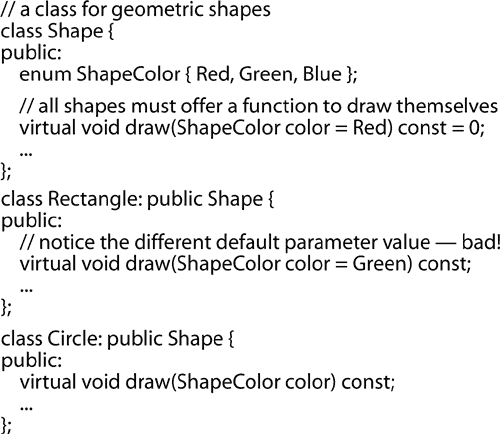 // a class for geometric shapes
class Shape {
public:
enum ShapeColor { Red, Green, Blue };
// all shapes must offer a function to draw themselves
virtual void draw(ShapeColor color = Red) const = 0;
...
};
class Rectangle: public Shape {
public:
// notice the different default parameter value — bad!
virtual void draw(ShapeColor color = Green) const;
...
};
class Circle: public Shape {
public:
virtual void draw(ShapeColor color) const;
...
};